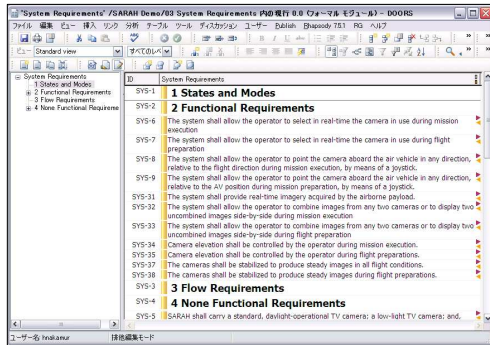 'System Requirements' /SARAH Demo/03 System Requirements 内の現行 0.0 (フォーマル モジュール) - DOORS
ファイル 編集 ビュー 挿入 リンク 分析 テーブル ツール ディスカッション ユーザー Publish Rhapsody 7.5.1 RG ヘルプ
ビュー Standard view すべてのレベ
System Requirements
1 States and Modes
2 Functional Requirements
3 Flow Requirements
4 None Functional Requireme
ID System Requirements
SYS-1 1 States and Modes
SYS-2 2 Functional Requirements
SYS-6 The system shall allow the operator to select in real-time the camera in use during mission
execution
SYS-7 The system shall allow the operator to select in real-time the camera in use during flight
preparation
SYS-8 The system shall allow the operator to point the camera aboard the air vehicle in any direction,
relative to the flight direction during mission execution, by means of a joystick.
SYS-9 The system shall allow the operator to point the camera aboard the air vehicle in any direction,
relative to the AV position during mission preparation, by means of a joystick.
SYS-31 The system shall provide real-time imagery acquired by the airborne payload.
SYS-32 The system shall allow the operator to combine images from any two cameras or to display two
uncombined images side-by-side during mission execution
SYS-33 The system shall allow the operator to combine images from any two cameras or to display two
uncombined images side-by-side during flight preparation
SYS-34 Camera elevation shall be controlled by the operator during mission execution.
SYS-35 Camera elevation shall be controlled by the operator during flight preparations.
SYS-37 The cameras shall be stabilized to produce steady images in all flight conditions.
SYS-38 The cameras shall be stabilized to produce steady images during flight preparations.
SYS-3 3 Flow Requirements
SYS-4 4 None Functional Requirements
SYS-5 SARAH shall carry a standard, daylight-operational TV camera; a low-light TV camera; and,
ユーザー名 hnakamur 排他編集モード